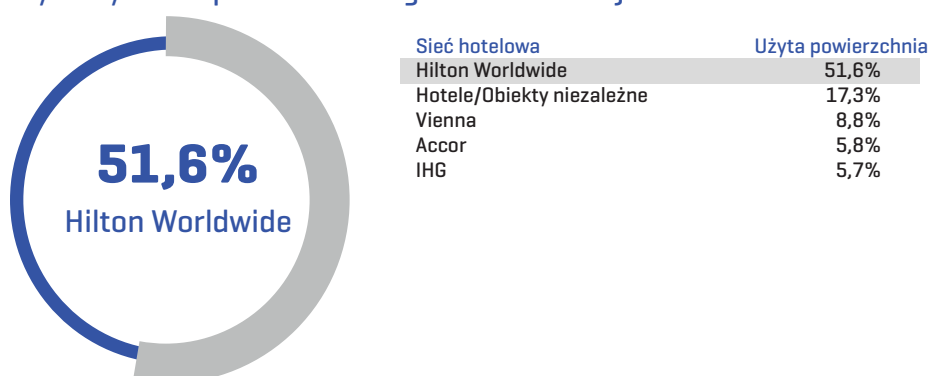 51,6%
Hilton Worldwide
Sieć hotelowa Użyta powierzchnia
Hilton Worldwide 51,6%
Hotele/Obiekty niezależne 17,3%
Vienna 8,8%
Accor 5,8%
IHG 5,7%